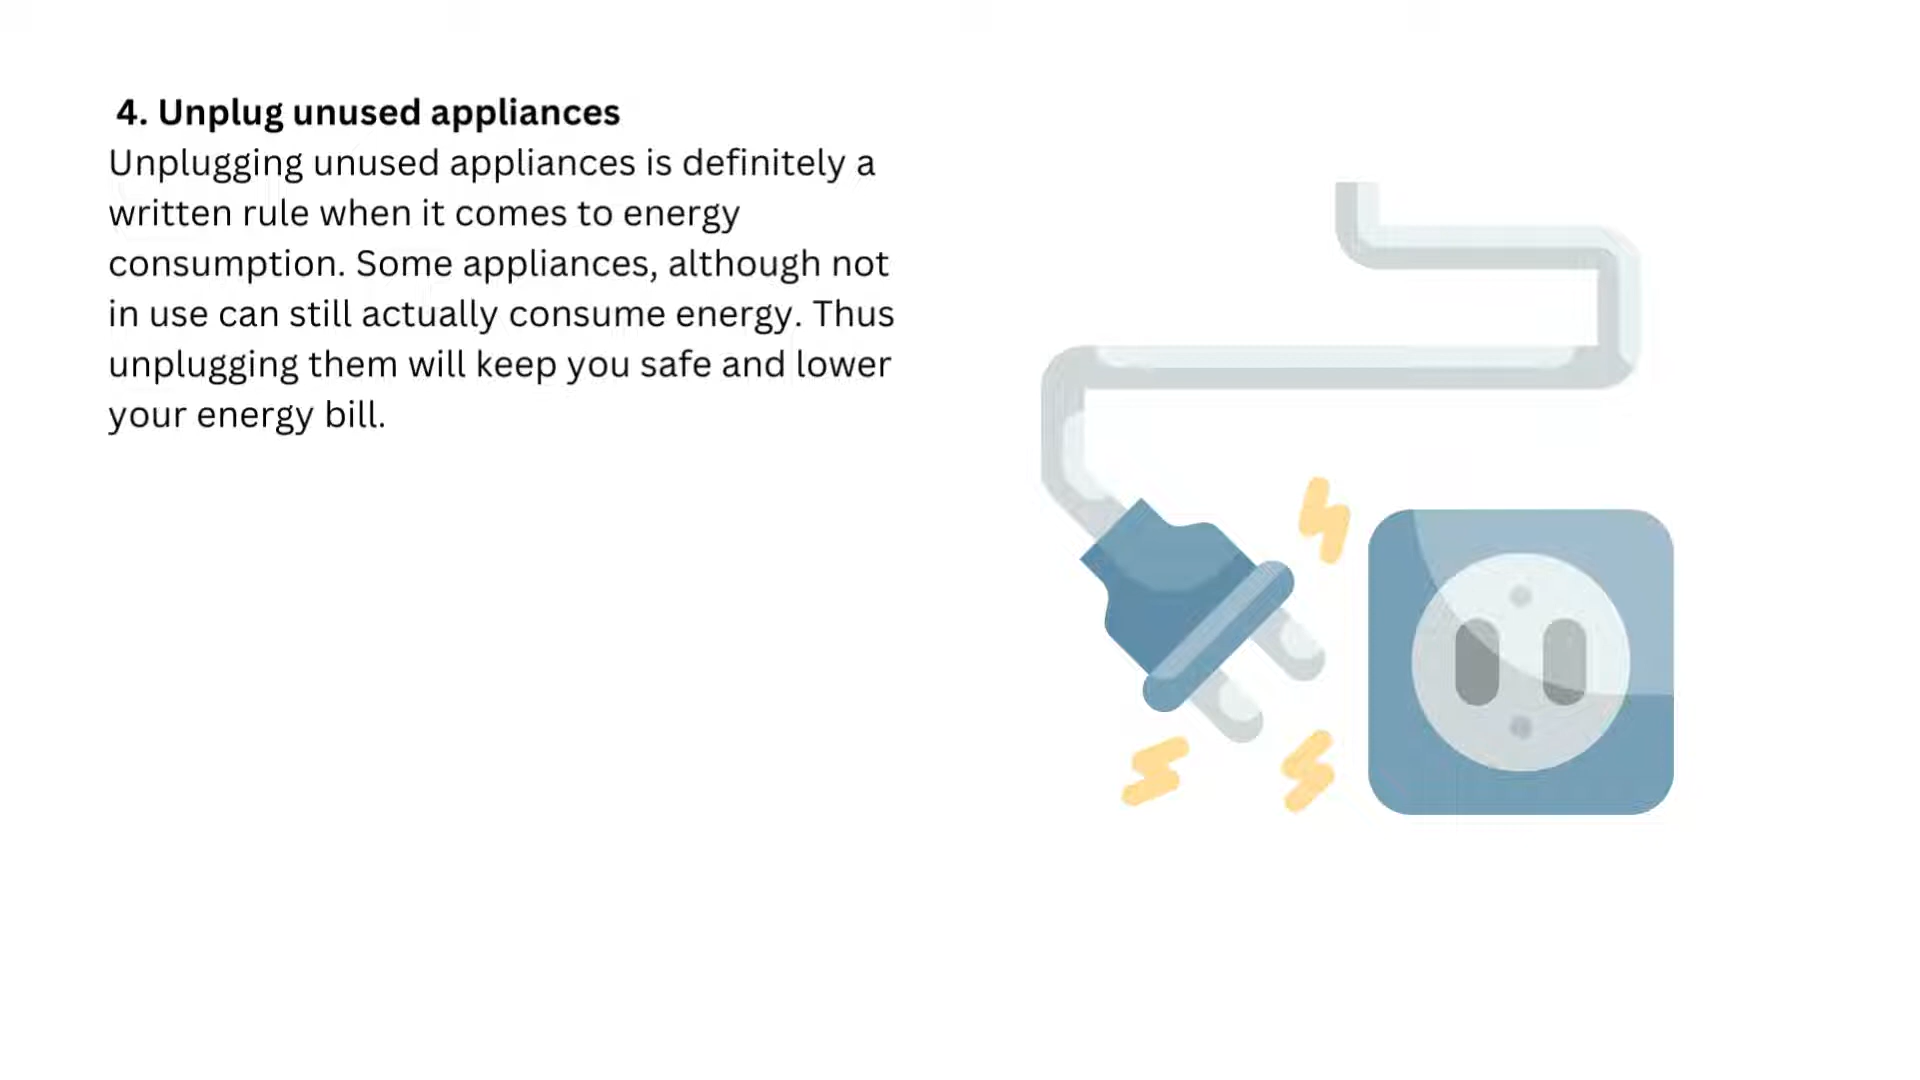 4. Unplug unused appliances
Unplugging unused appliances is definitely a
written rule when it comes to energy
consumption. Some appliances, although not
in use can still actually consume energy. Thus
unplugging them will keep you safe and lower
your energy bill.